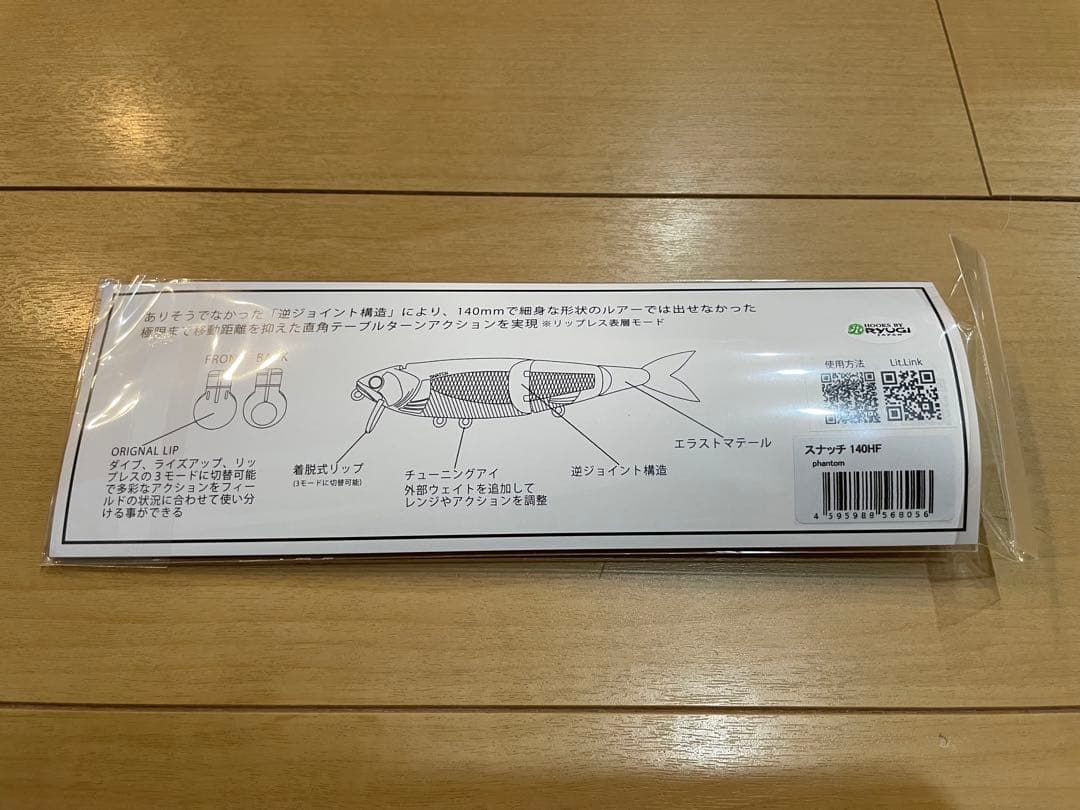 ありそうでなかった「逆ジョイント構造」により、140mmで細身な形状のルアーでは出せなかった
極限まで移動距離を抑えた直角テーブルターンアクションを実現 ※リップレス表層モード
HOOKS BY
RYUGI
JAPAN
FRONT BACK
使用方法 Lit.Link
ORIGNAL LIP
ダイブ、ライズアップ、リッ
プレスの3モードに切替可能
で多彩なアクションをフィー
ルドの状況に合わせて使い分
ける事ができる
着脱式リップ
(3モードに切替可能)
チューニングアイ
外部ウェイトを追加して
レンジやアクションを調整
逆ジョイント構造
エラストマテール
スナッチ 140HF
phantom
4 595988 568056